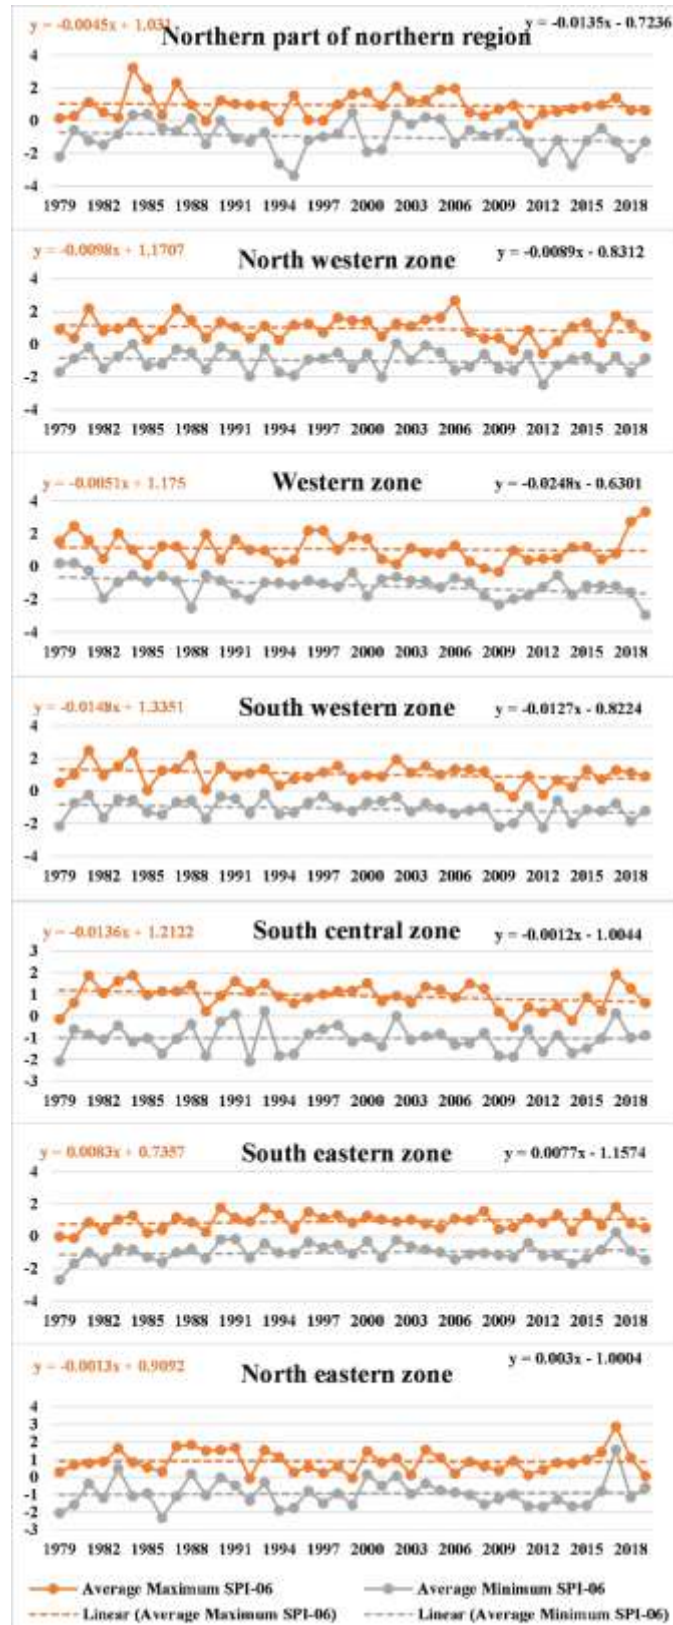 y = -0.0045x + 1.031
y = -0.0135x - 0.7236
Northern part of northern region
4
2
0
-2
-4
1979 1982 1985 1988 1991 1994 1997 2000 2003 2006 2009 2012 2015 2018
y = -0.0098x + 1.1707
y = -0.0089x - 0.8312
North western zone
4
2
0
-2
-4
1979 1982 1985 1988 1991 1994 1997 2000 2003 2006 2009 2012 2015 2018
y = -0.0051x + 1.175
Western zone
y = -0.0248x - 0.6301
4
2
0
-2
-4
1979 1982 1985 1988 1991 1994 1997 2000 2003 2006 2009 2012 2015 2018
y = -0.0148x + 1.3351
South western zone
y = -0.0127x - 0.8224
4
2
0
-2
-4
1979 1982 1985 1988 1991 1994 1997 2000 2003 2006 2009 2012 2015 2018
y = -0.0136x + 1.2122
South central zone
y = -0.0012x - 1.0044
3
2
1
0
-1
-2
-3
1979 1982 1985 1988 1991 1994 1997 2000 2003 2006 2009 2012 2015 2018
y = 0.0083x + 0.7357
South eastern zone
y = 0.0077x - 1.1574
4
2
0
-2
-4
1979 1982 1985 1988 1991 1994 1997 2000 2003 2006 2009 2012 2015 2018
y = -0.0013x + 0.9092
North eastern zone
y = 0.003x - 1.0004
4
3
2
1
0
-1
-2
-3
1979 1982 1985 1988 1991 1994 1997 2000 2003 2006 2009 2012 2015 2018
Average Maximum SPI-06
Average Minimum SPI-06
Linear (Average Maximum SPI-06)
Linear (Average Minimum SPI-06)